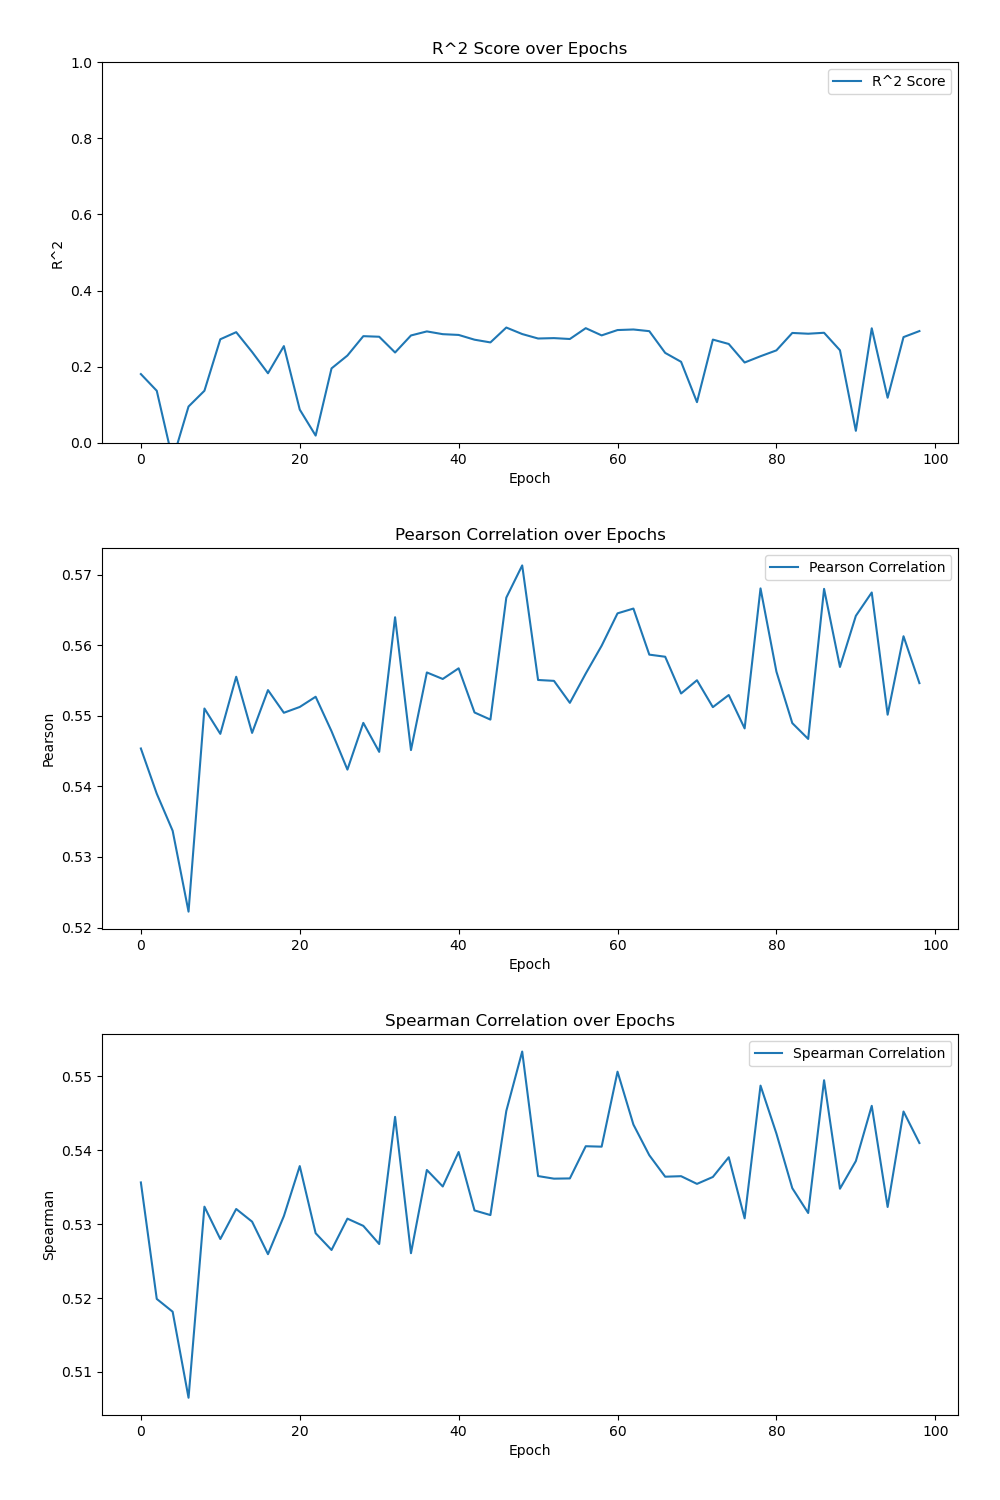 R^2 Score over Epochs
R^2 Score
1.0
0.8
0.6
0.4
0.2
0.0
R^2
0 20 40 60 80 100
Epoch
Pearson Correlation over Epochs
Pearson Correlation
0.57
0.56
0.55
0.54
0.53
0.52
Pearson
0 20 40 60 80 100
Epoch
Spearman Correlation over Epochs
Spearman Correlation
0.55
0.54
0.53
0.52
0.51
Spearman
0 20 40 60 80 100
Epoch